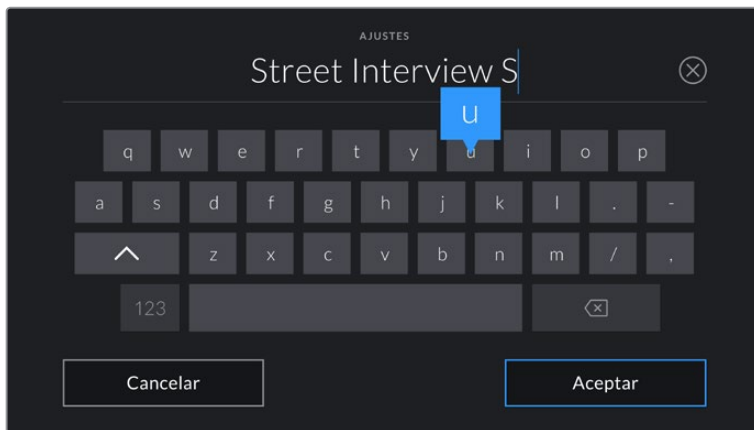 AJUSTES
Street Interview S
u
q w e r t y u i o p
a s d f g h j k l . -
z x c v b n m / ,
123
Cancelar Aceptar